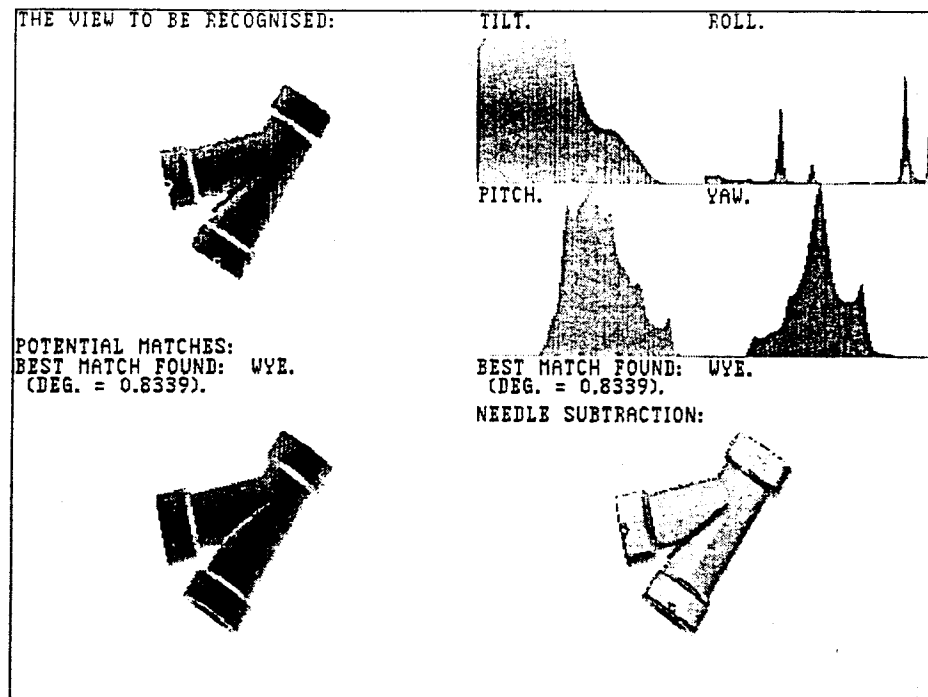 THE VIEW TO BE RECOGNISED:
TILT.
ROLL.
PITCH.
YAW.
POTENTIAL MATCHES:
BEST MATCH FOUND: WYE.
(DEG. = 0.8339).
BEST MATCH FOUND: WYE.
(DEG. = 0.8339).
NEEDLE SUBTRACTION: